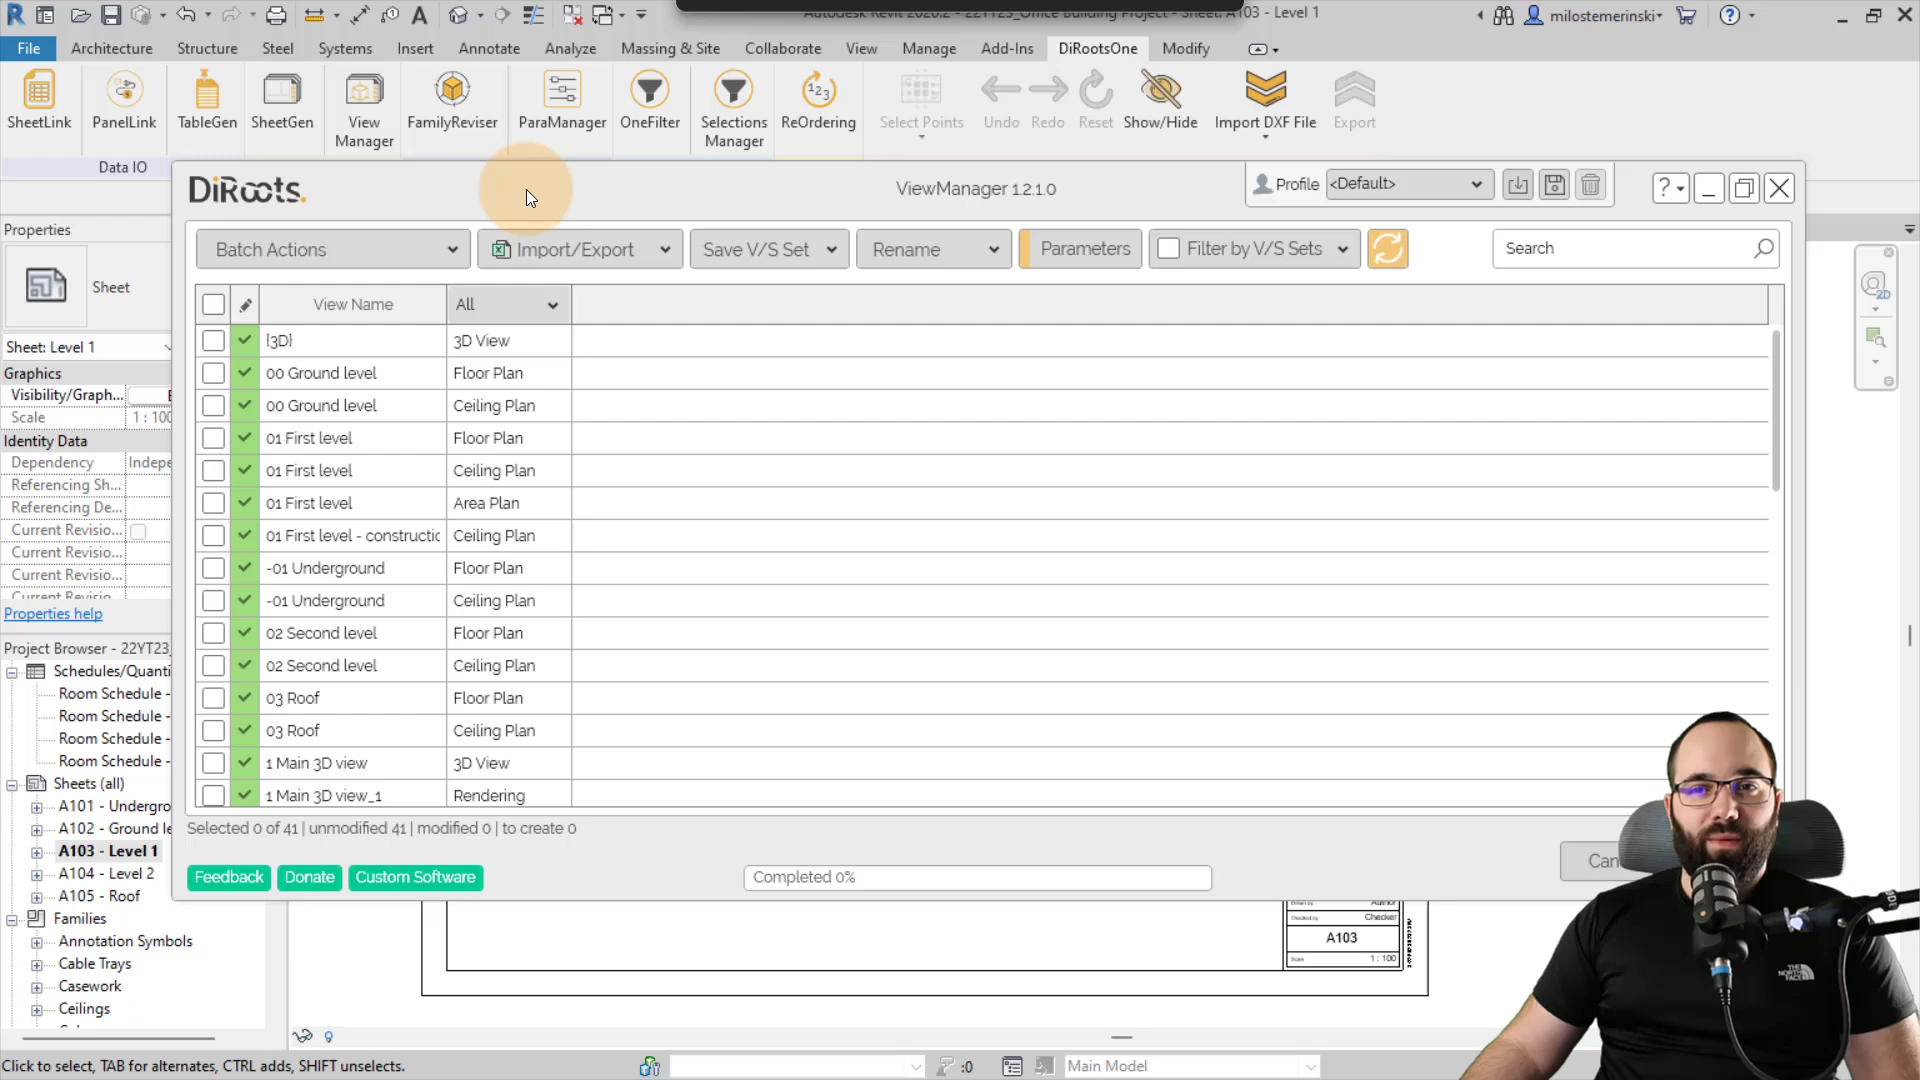 Autodesk Revit 2020.2 - 22YT23_Office Building Project - Sheet: A103 - Level 1
milostemerinski
File
Architecture
Structure
Steel
Systems
Insert
Annotate
Analyze
Massing & Site
Collaborate
View
Manage
Add-Ins
DiRootsOne
Modify
SheetLink
PanelLink
TableGen
SheetGen
View
Manager
FamilyReviser
ParaManager
OneFilter
Selections
Manager
ReOrdering
Select Points
Undo
Redo
Reset
Show/Hide
Import DXF File
Export
Data IO
DiRoots.
ViewManager 1.2.1.0
Profile
<Default>
Batch Actions
Import/Export
Save V/S Set
Rename
Parameters
Filter by V/S Sets
Search
View Name
All
{3D}
3D View
00 Ground level
Floor Plan
00 Ground level
Ceiling Plan
01 First level
Floor Plan
01 First level
Ceiling Plan
01 First level
Area Plan
01 First level - constructic
Ceiling Plan
-01 Underground
Floor Plan
-01 Underground
Ceiling Plan
02 Second level
Floor Plan
02 Second level
Ceiling Plan
03 Roof
Floor Plan
03 Roof
Ceiling Plan
1 Main 3D view
3D View
1 Main 3D view_1
Rendering
Selected 0 of 41 | unmodified 41 | modified 0 | to create 0
Feedback
Donate
Custom Software
Completed 0%
Can
Properties
Sheet
Sheet: Level 1
Graphics
Visibility/Graph...
Scale
1 : 100
Identity Data
Dependency
Indepe
Referencing Sh...
Referencing De...
Current Revisio...
Current Revisio...
Current Revisio...
Properties help
Project Browser - 22YT23_
Schedules/Quanti
Room Schedule -
Room Schedule -
Room Schedule -
Room Schedule -
Sheets (all)
A101 - Undergro
A102 - Ground le
A103 - Level 1
A104 - Level 2
A105 - Roof
Families
Annotation Symbols
Cable Trays
Casework
Ceilings
Author
Checked by
Checker
A103
Scale
1 : 100
Click to select, TAB for alternates, CTRL adds, SHIFT unselects.
:0
Main Model
THE
NORTH
FACE